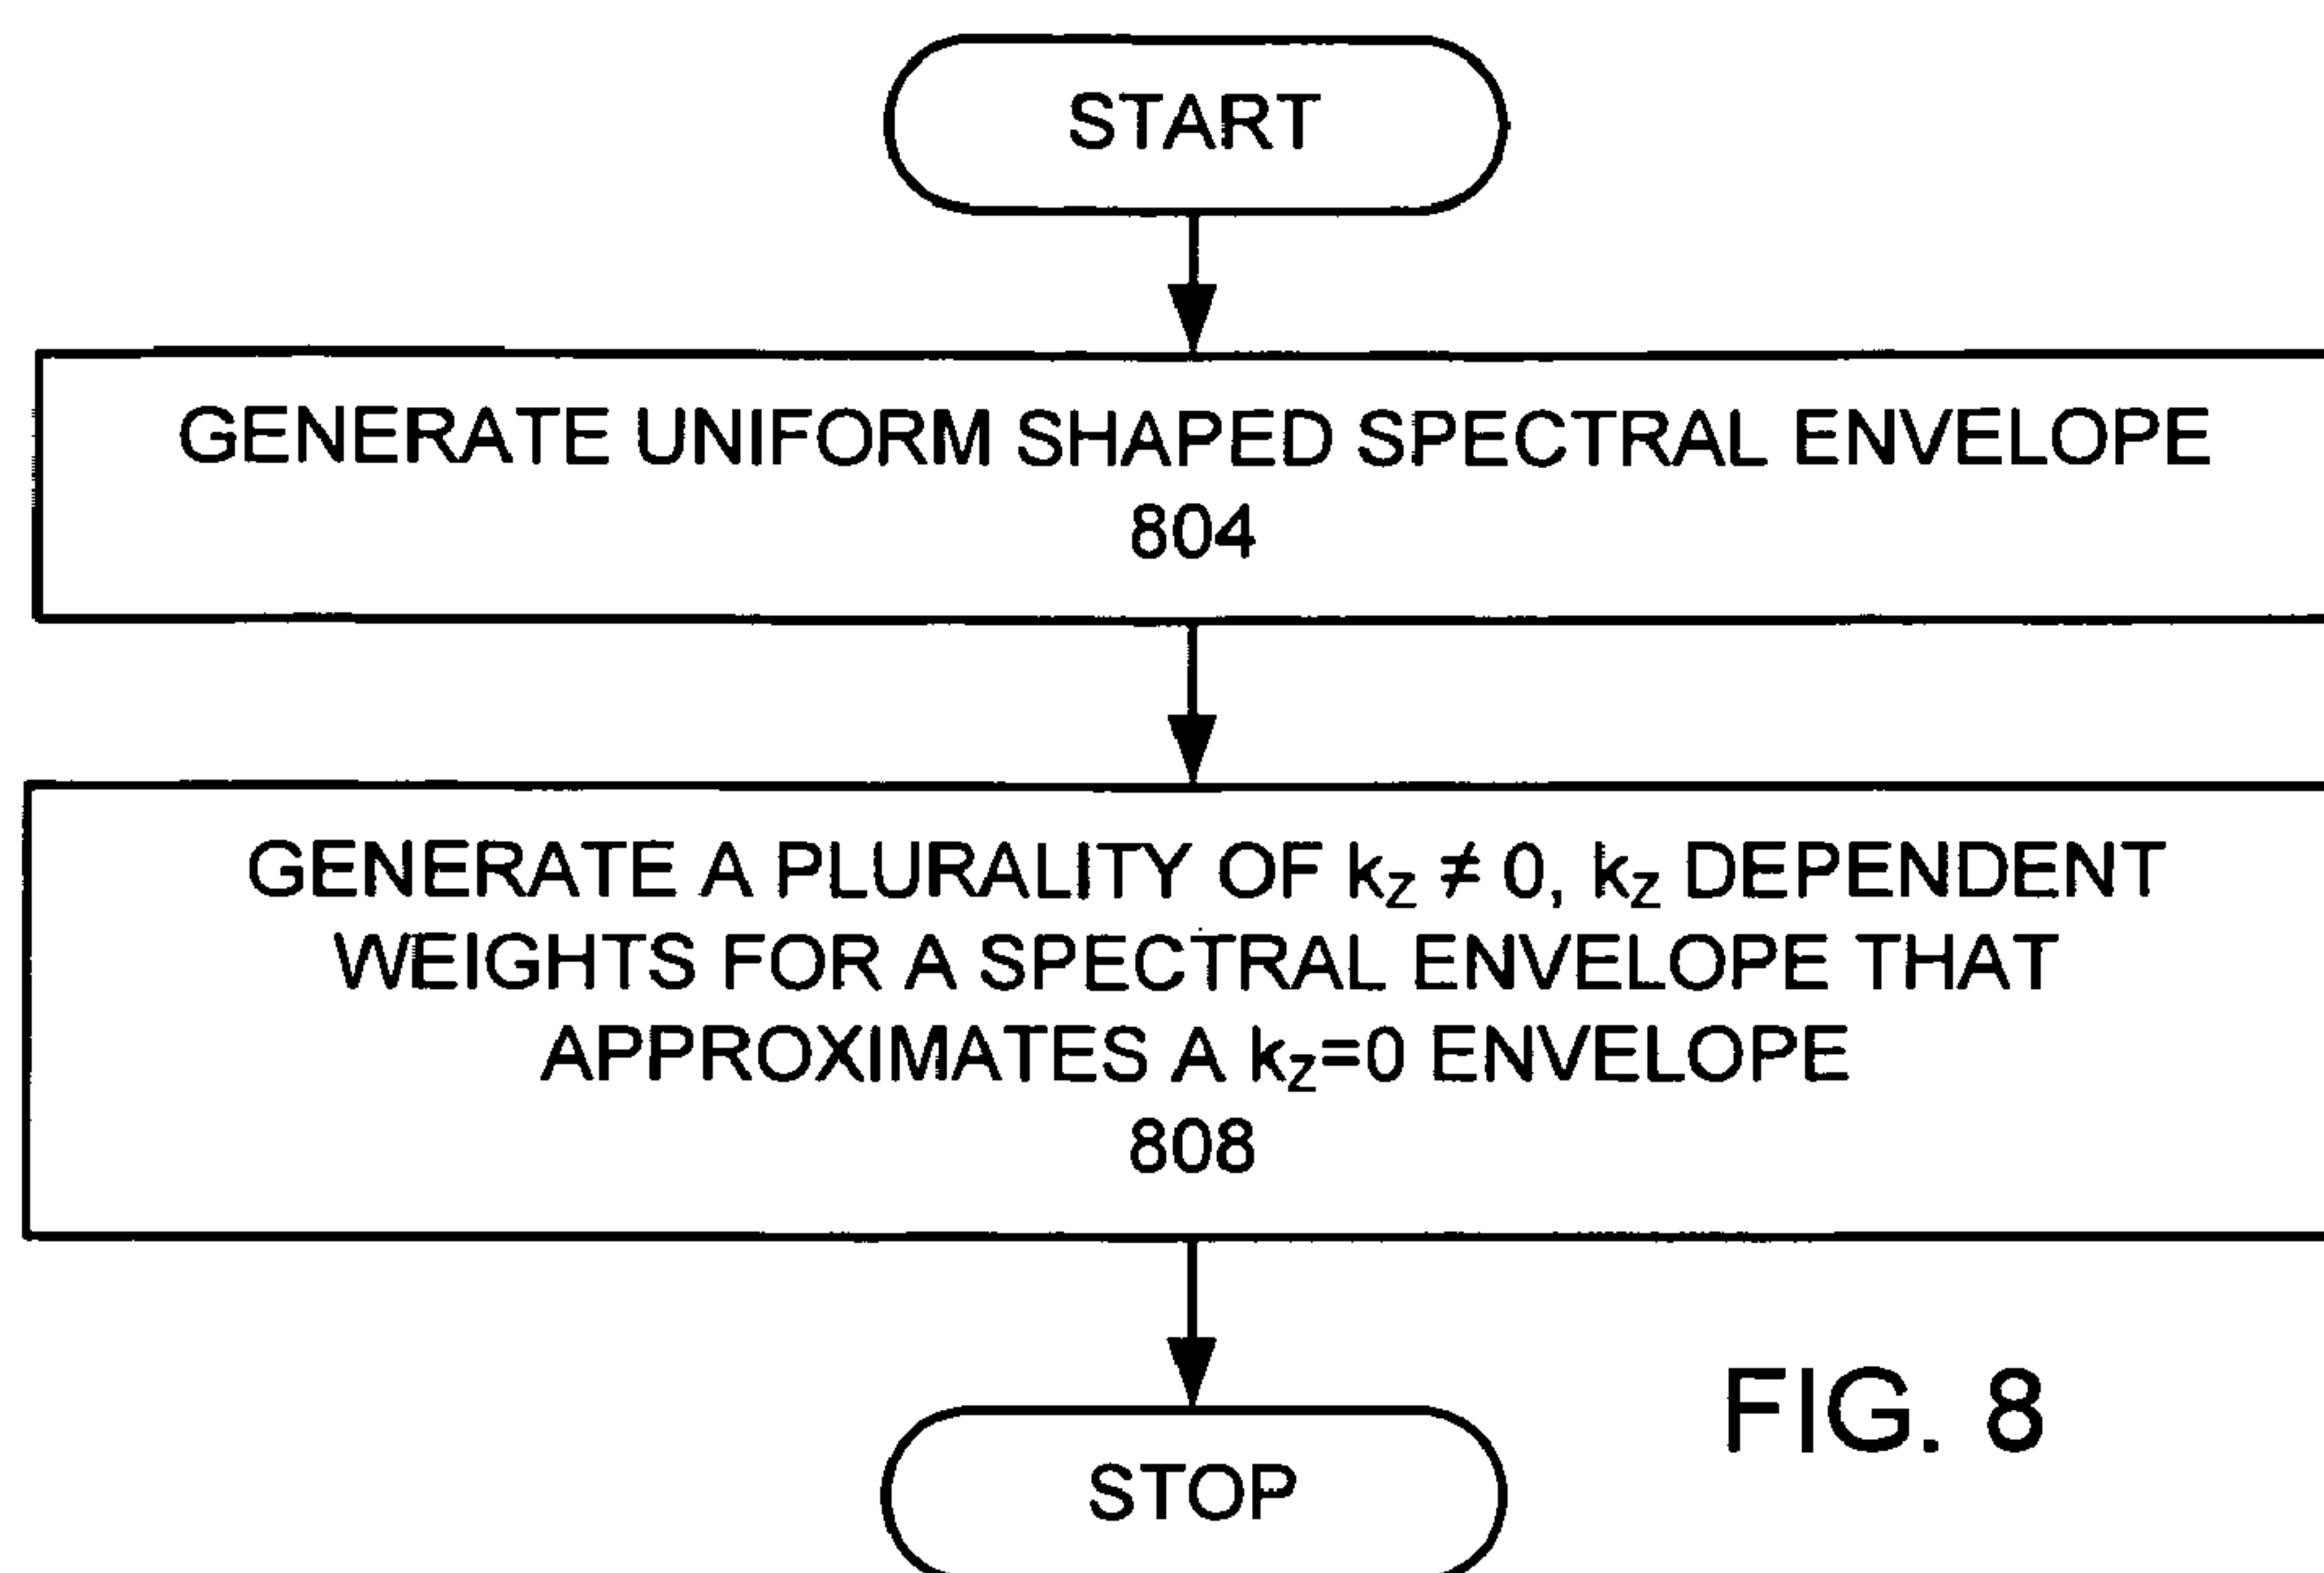 START
GENERATE UNIFORM SHAPED SPECTRAL ENVELOPE
804
GENERATE A PLURALITY OF kz ≠ 0, kz DEPENDENT
WEIGHTS FOR A SPECTRAL ENVELOPE THAT
APPROXIMATES A kz=0 ENVELOPE
808
STOP
FIG. 8